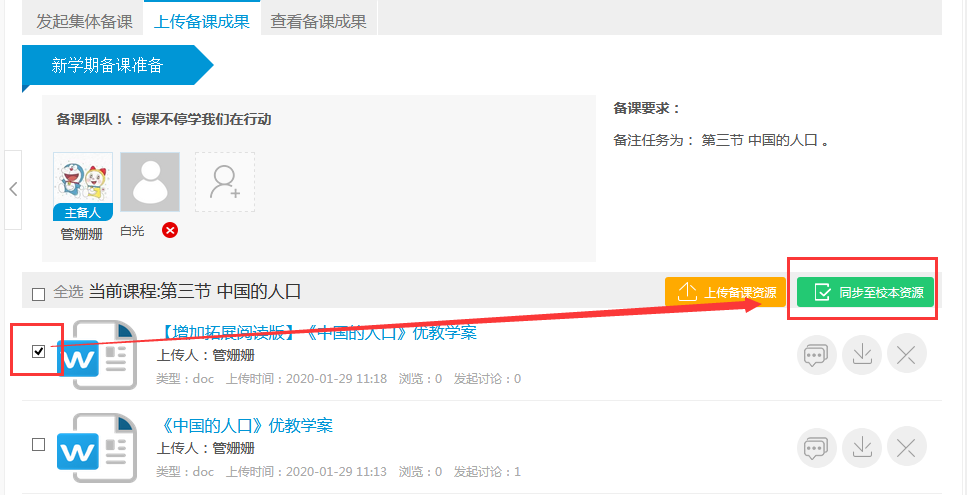 发起集体备课 上传备课成果 查看备课成果
新学期备课准备
备课团队： 停课不停学我们在行动
主备人
管姗姗 白光
备课要求：
备注任务为： 第三节 中国的人口 。
全选 当前课程:第三节 中国的人口 上传备课资源 同步至校本资源
W
【增加拓展阅读版】《中国的人口》优教学案
上传人：管姗姗
类型：doc 上传时间：2020-01-29 11:18 浏览：0 发起讨论：0
W
《中国的人口》优教学案
上传人：管姗姗
类型：doc 上传时间：2020-01-29 11:13 浏览：0 发起讨论：1